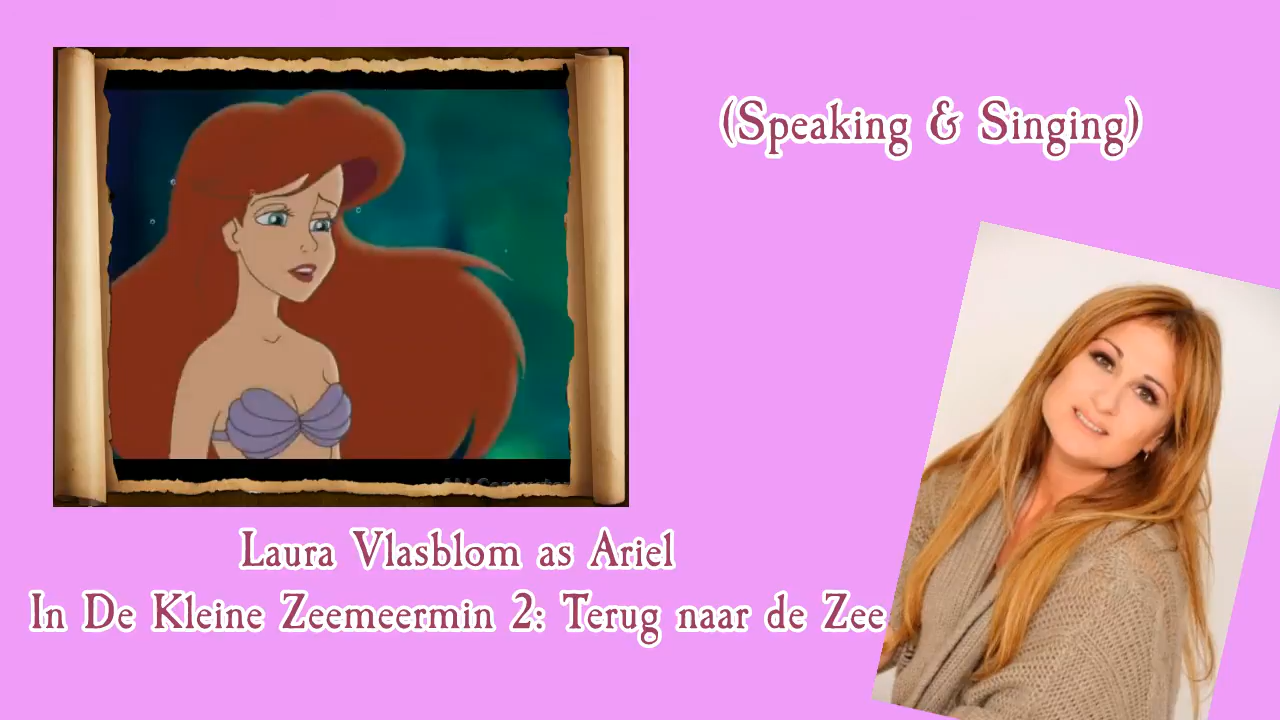 (Speaking & Singing)
Laura Vlasblom as Ariel
In De Kleine Zeemeermin 2: Terug naar de Zee.